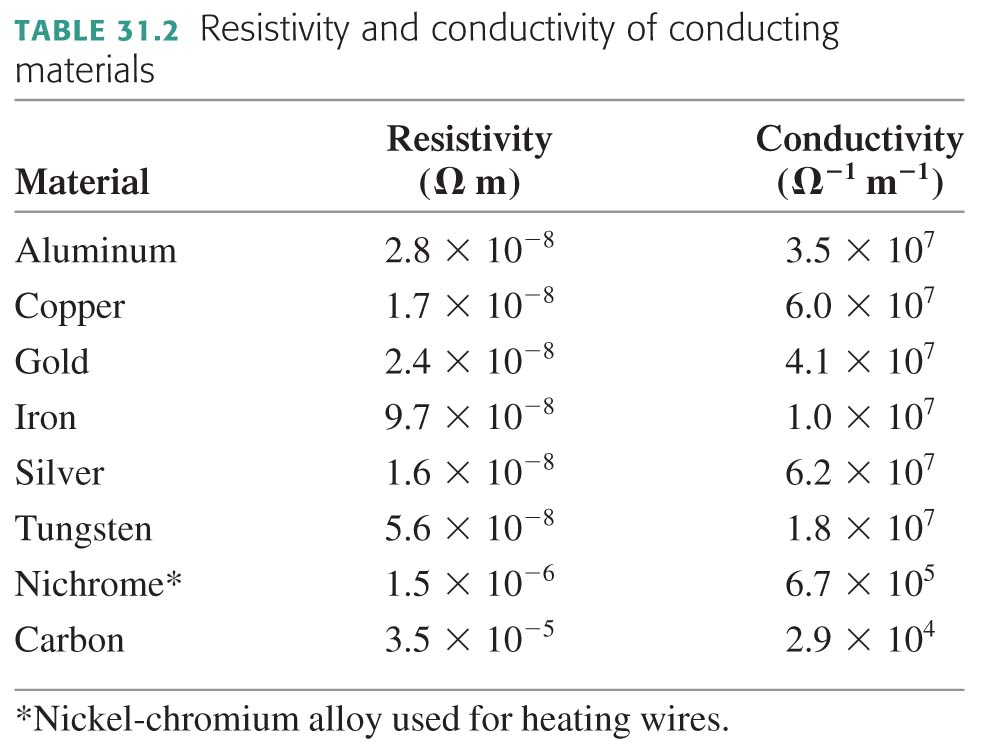 TABLE 31.2 Resistivity and conductivity of conducting
materials
Material Resistivity (Ω m) Conductivity (Ω⁻¹ m⁻¹)
Aluminum 2.8 × 10⁻⁸ 3.5 × 10⁷
Copper 1.7 × 10⁻⁸ 6.0 × 10⁷
Gold 2.4 × 10⁻⁸ 4.1 × 10⁷
Iron 9.7 × 10⁻⁸ 1.0 × 10⁷
Silver 1.6 × 10⁻⁸ 6.2 × 10⁷
Tungsten 5.6 × 10⁻⁸ 1.8 × 10⁷
Nichrome* 1.5 × 10⁻⁶ 6.7 × 10⁵
Carbon 3.5 × 10⁻⁵ 2.9 × 10⁴
*Nickel-chromium alloy used for heating wires.